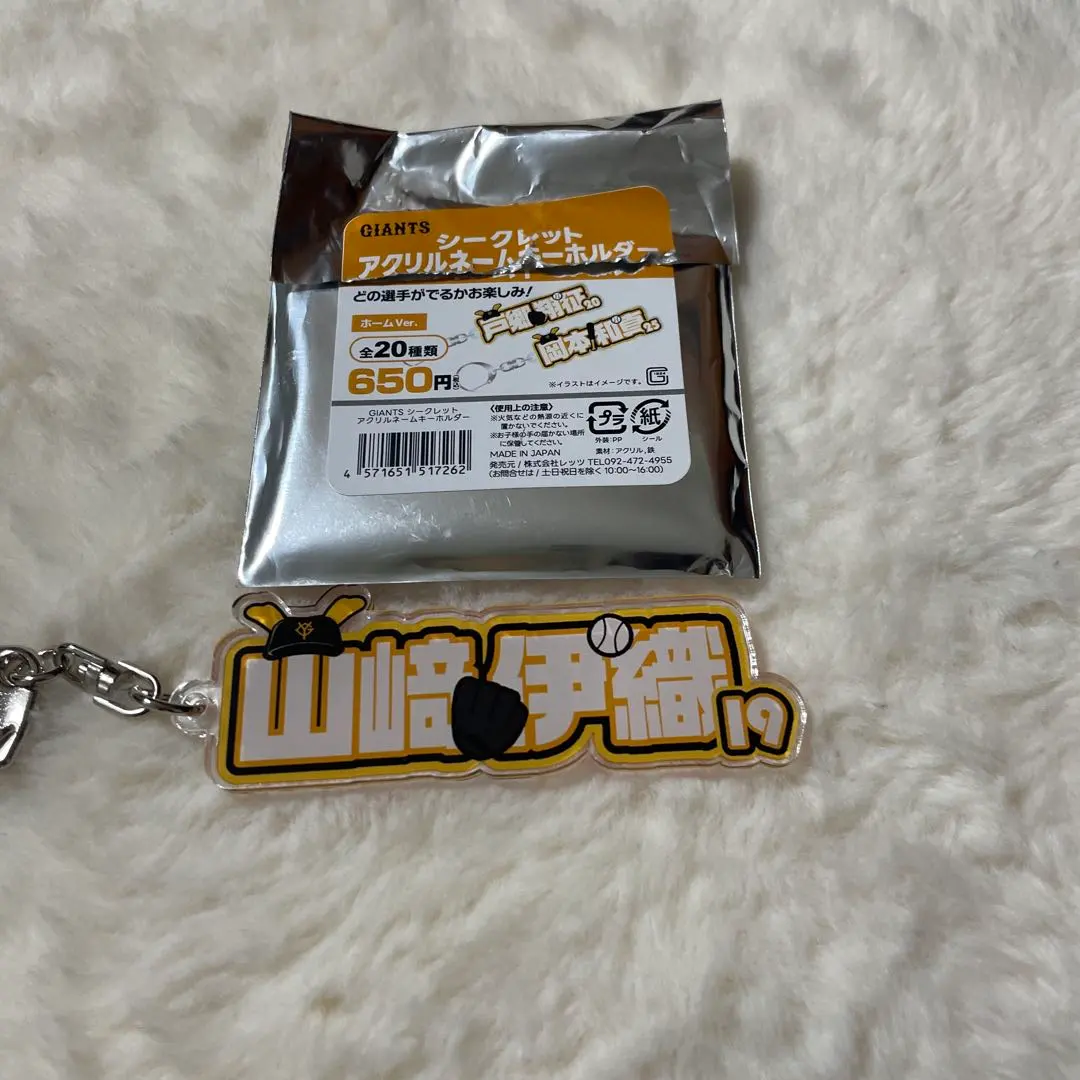 GIANTS
シークレット
アクリルネームキーホルダー
どの選手がでるかお楽しみ!
ホームVer.
全20種類
650円
戸郷翔征20
岡本和真25
※イラストはイメージです。
GIANTS シークレット
アクリルネームキーホルダー
4 571651 517262
〈使用上の注意〉
※火気などの熱源の近くに
置かないでください。
※お子様の手の届かない場所
に保管してください。
MADE IN JAPAN
発売元 / 株式会社レッツ TEL092-472-4955
(お問合せは / 土日祝日を除く 10:00〜16:00)
プラ
外装:PP
紙
シール
素材:アクリル,鉄
山﨑伊織19